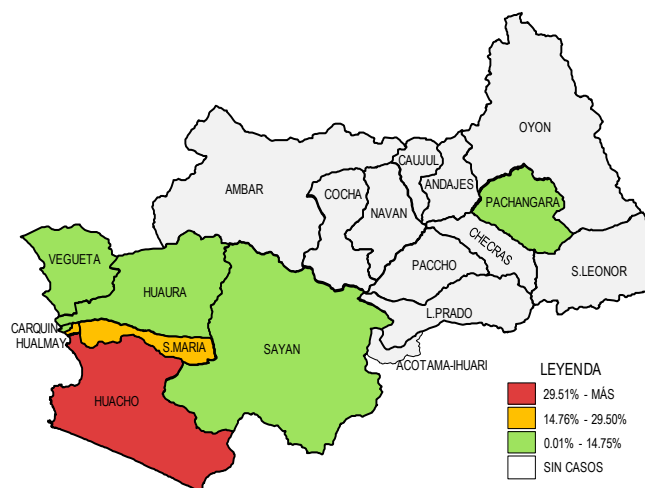 OYON
CAUJUL
ANDAJES
AMBAR
COCHA
NAVAN
PACHANGARA
CHECRAS
VEGUETA
PACCHO
S.LEONOR
HUAURA
L.PRADO
CARQUIN
HUALMAY
S.MARIA
SAYAN
ACOTAMA-IHUARI
HUACHO
LEYENDA
29.51% - MÁS
14.76% - 29.50%
0.01% - 14.75%
SIN CASOS